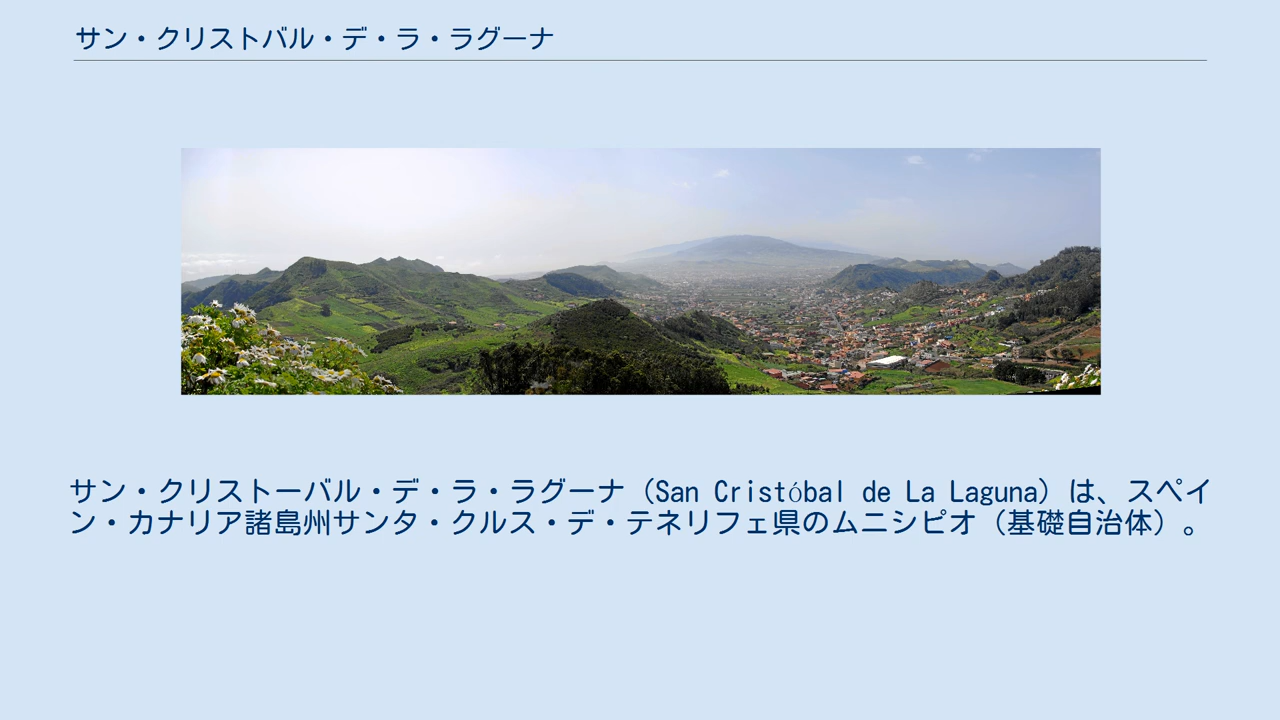 サン・クリストバル・デ・ラ・ラグーナ
サン・クリストーバル・デ・ラ・ラグーナ（San Cristóbal de La Laguna）は、スペイ
ン・カナリア諸島州サンタ・クルス・デ・テネリフェ県のムニシピオ（基礎自治体）。